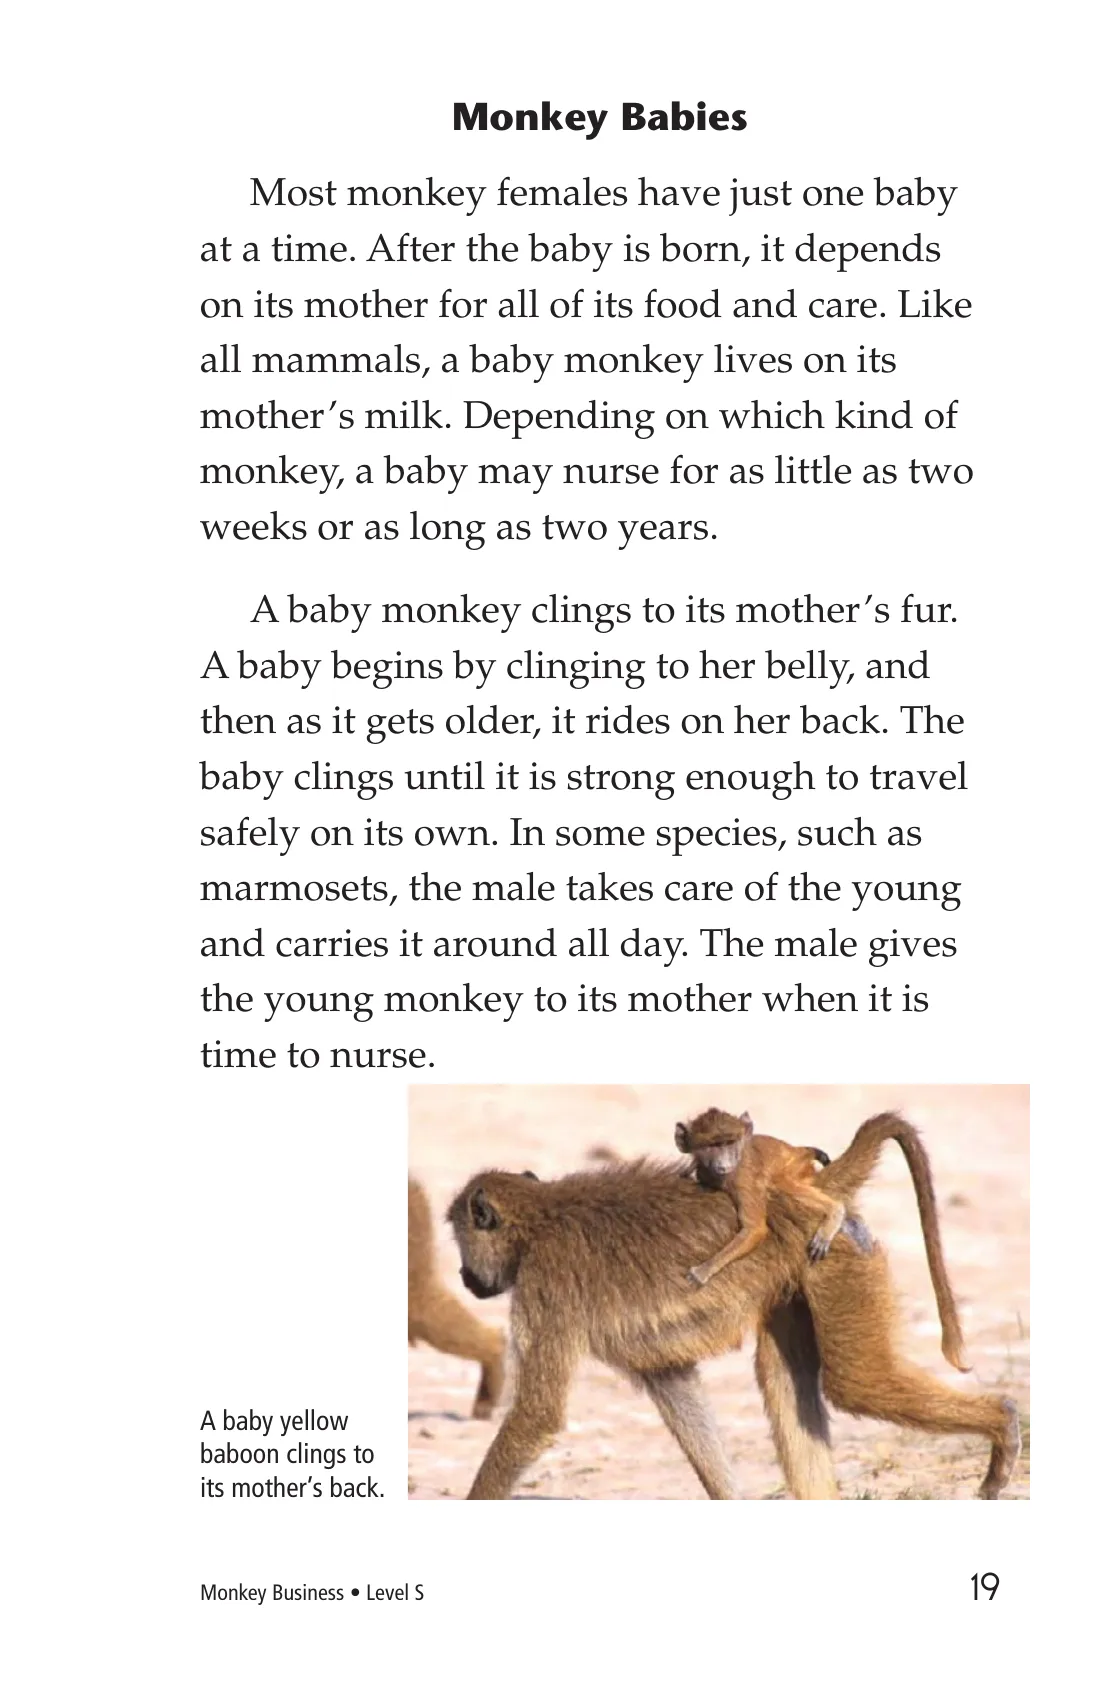 Monkey Babies
Most monkey females have just one baby
at a time. After the baby is born, it depends
on its mother for all of its food and care. Like
all mammals, a baby monkey lives on its
mother’s milk. Depending on which kind of
monkey, a baby may nurse for as little as two
weeks or as long as two years.
A baby monkey clings to its mother’s fur.
A baby begins by clinging to her belly, and
then as it gets older, it rides on her back. The
baby clings until it is strong enough to travel
safely on its own. In some species, such as
marmosets, the male takes care of the young
and carries it around all day. The male gives
the young monkey to its mother when it is
time to nurse.
A baby yellow
baboon clings to
its mother’s back.
Monkey Business • Level S
19